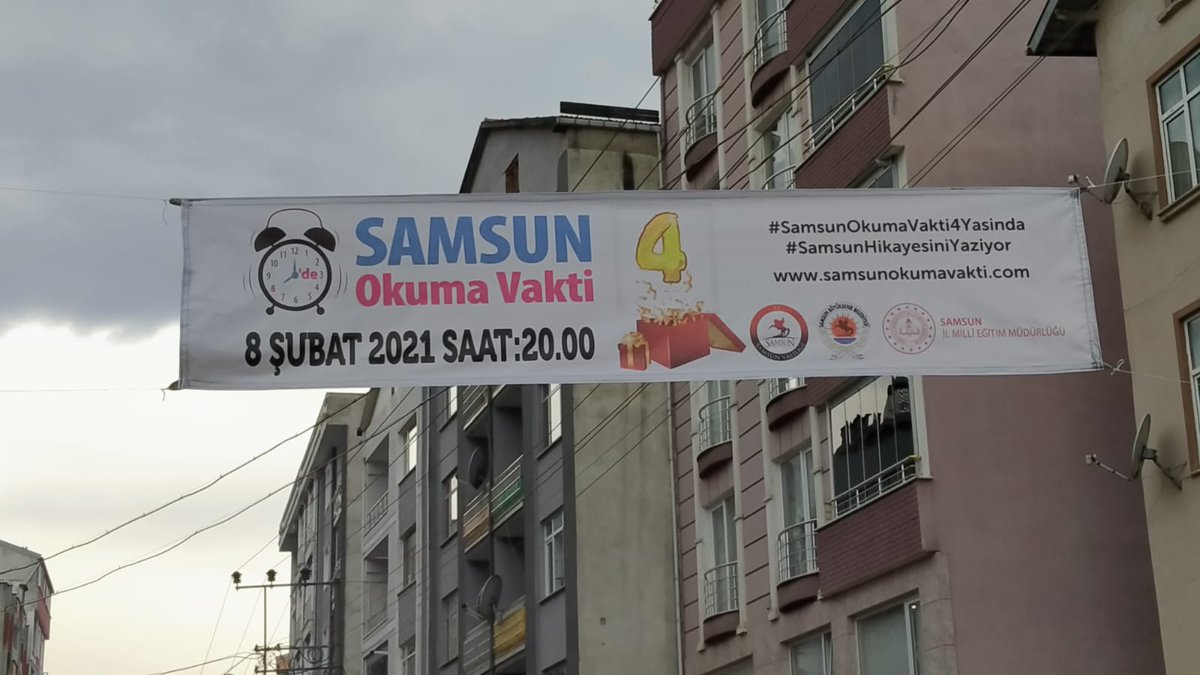 SAMSUN
'de
Okuma Vakti
8 ŞUBAT 2021 SAAT:20.00
4
#SamsunOkumaVakti4Yasinda
#SamsunHikayesiniYaziyor
www.samsunokumavakti.com
SAMSUN
SAMSUN
İL MİLLİ EĞİTİM MÜDÜRLÜĞÜ